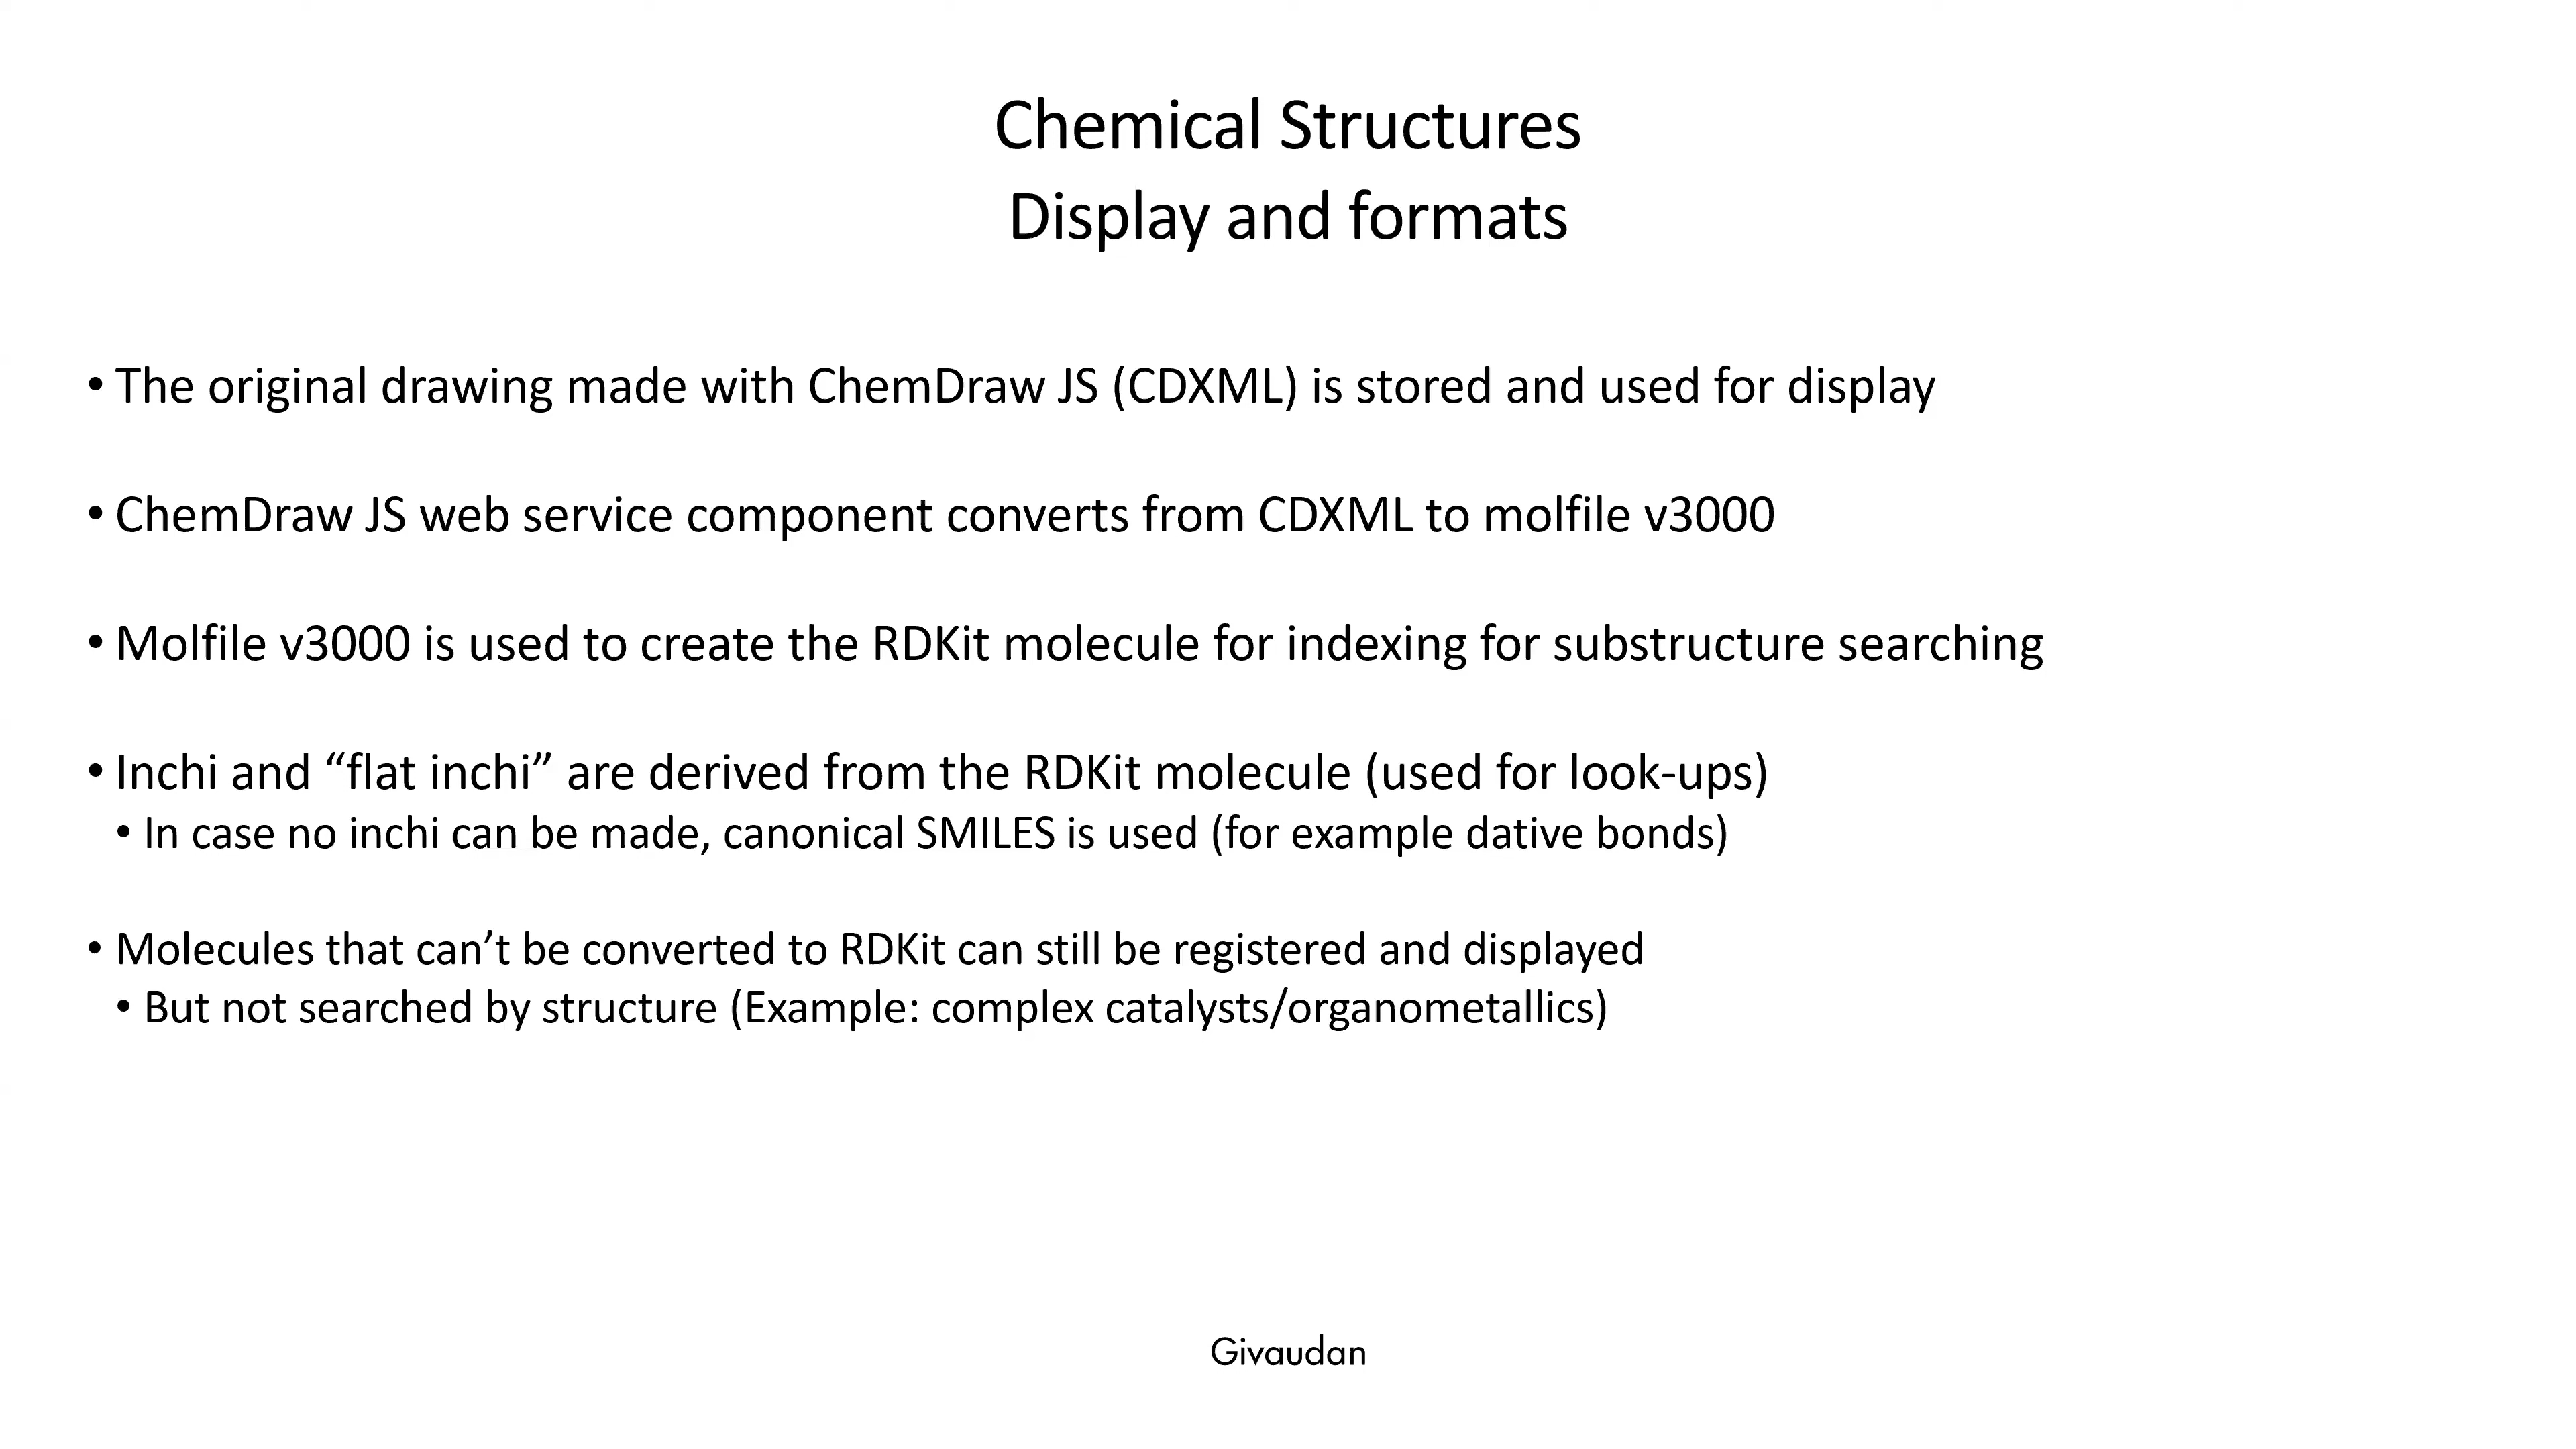 Chemical Structures
Display and formats
• The original drawing made with ChemDraw JS (CDXML) is stored and used for display
• ChemDraw JS web service component converts from CDXML to molfile v3000
• Molfile v3000 is used to create the RDKit molecule for indexing for substructure searching
• Inchi and “flat inchi” are derived from the RDKit molecule (used for look-ups)
• In case no inchi can be made, canonical SMILES is used (for example dative bonds)
• Molecules that can’t be converted to RDKit can still be registered and displayed
• But not searched by structure (Example: complex catalysts/organometallics)
Givaudan